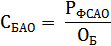 С_БАО = Р_ФСАО / О_Б